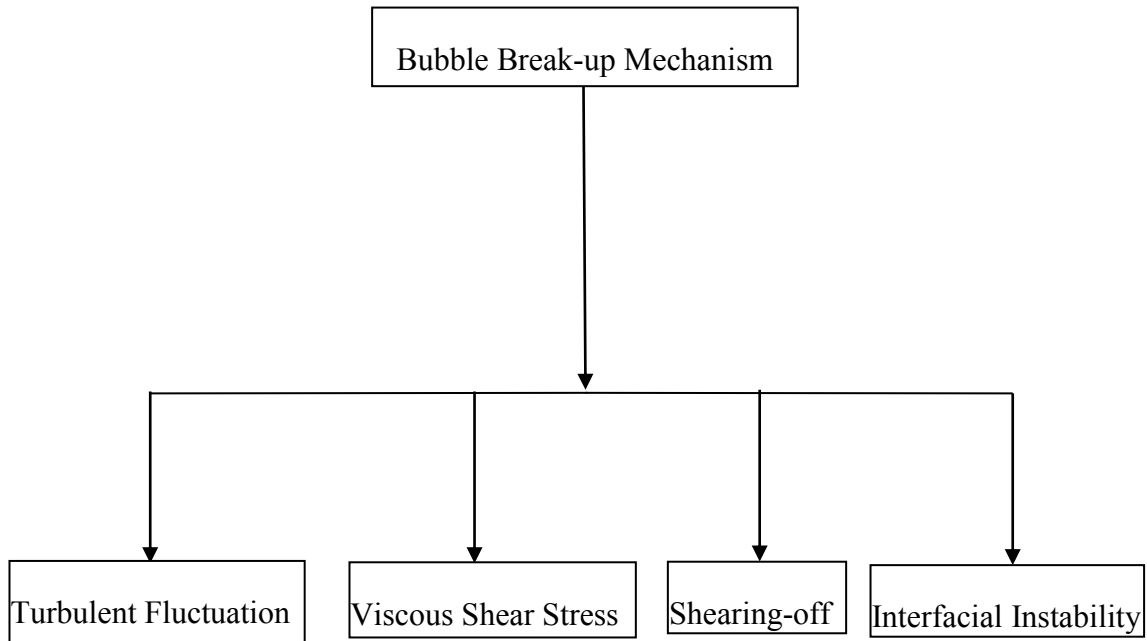 Bubble Break-up Mechanism
Turbulent Fluctuation
Viscous Shear Stress
Shearing-off
Interfacial Instability